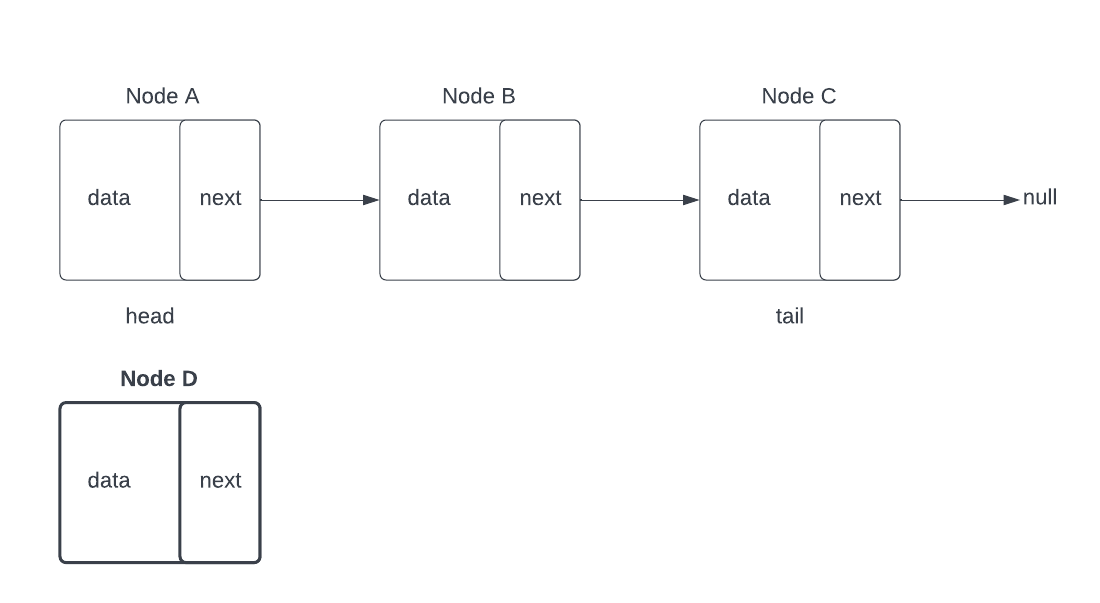 Node A Node B Node C
data next data next data next null
head tail
Node D
data next